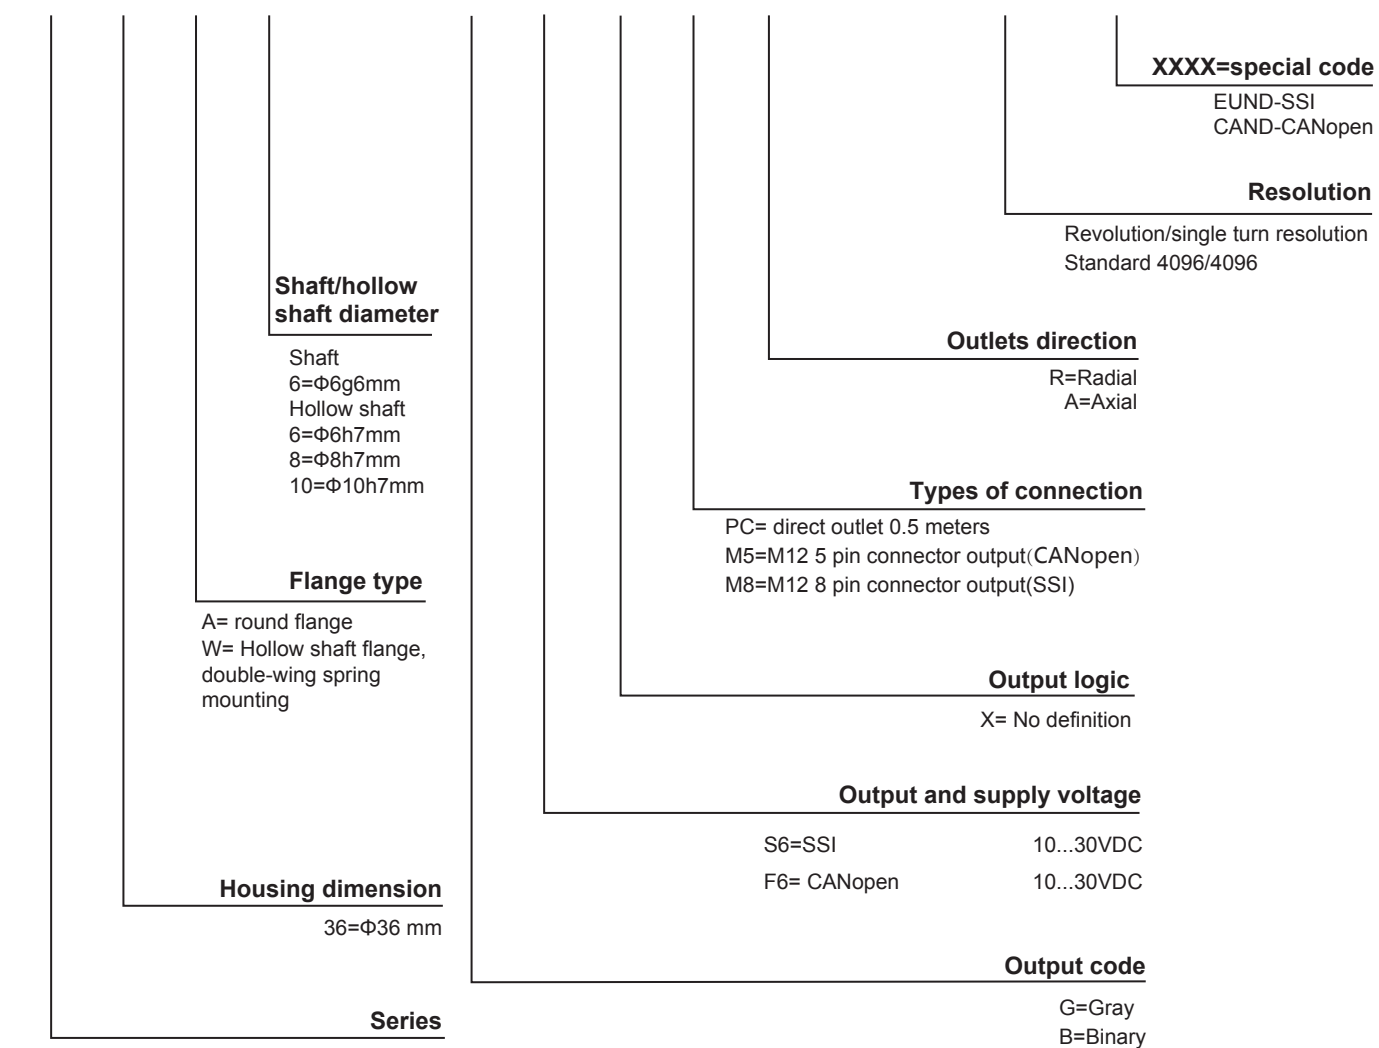 XXXX=special code
EUND-SSI
CAND-CANopen
Resolution
Revolution/single turn resolution
Standard 4096/4096
Shaft/hollow
shaft diameter
Shaft
6=Φ6g6mm
Hollow shaft
6=Φ6h7mm
8=Φ8h7mm
10=Φ10h7mm
Outlets direction
R=Radial
A=Axial
Types of connection
PC= direct outlet 0.5 meters
M5=M12 5 pin connector output(CANopen)
M8=M12 8 pin connector output(SSI)
Flange type
A= round flange
W= Hollow shaft flange,
double-wing spring
mounting
Output logic
X= No definition
Output and supply voltage
S6=SSI 10...30VDC
F6= CANopen 10...30VDC
Housing dimension
36=Φ36 mm
Output code
G=Gray
B=Binary
Series